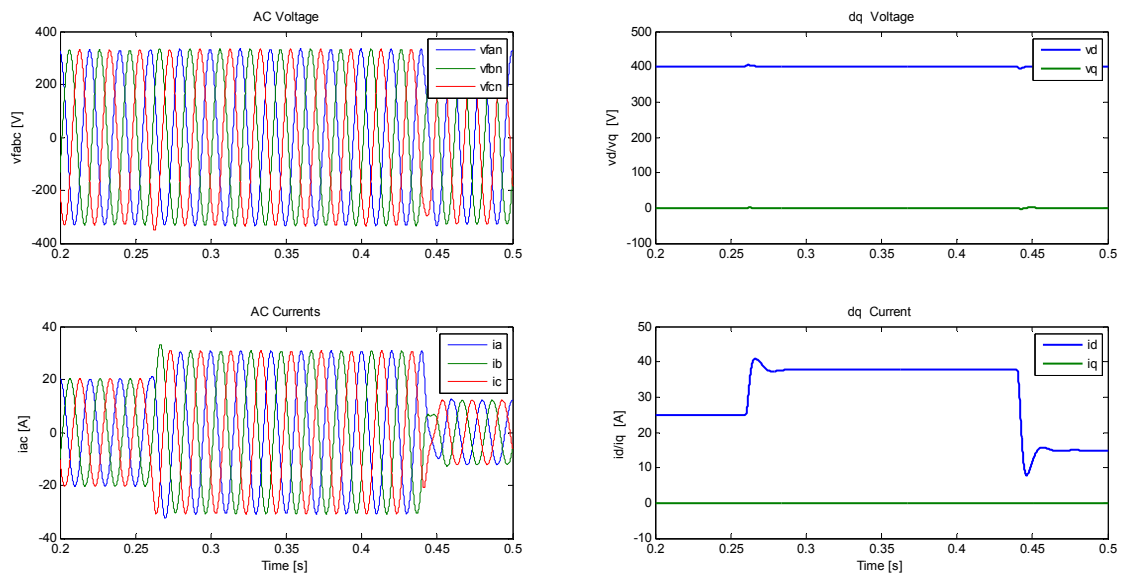 AC Voltage
400
200
0
-200
-400
vfabc [V]
0.2
0.25
0.3
0.35
0.4
0.45
0.5
vfan
vfbn
vfcn
dq Voltage
500
400
300
200
100
0
-100
vd/vq [V]
0.2
0.25
0.3
0.35
0.4
0.45
0.5
vd
vq
AC Currents
40
20
0
-20
-40
iac [A]
0.2
0.25
0.3
0.35
0.4
0.45
0.5
Time [s]
ia
ib
ic
dq Current
50
40
30
20
10
0
-10
id/iq [A]
0.2
0.25
0.3
0.35
0.4
0.45
0.5
Time [s]
id
iq